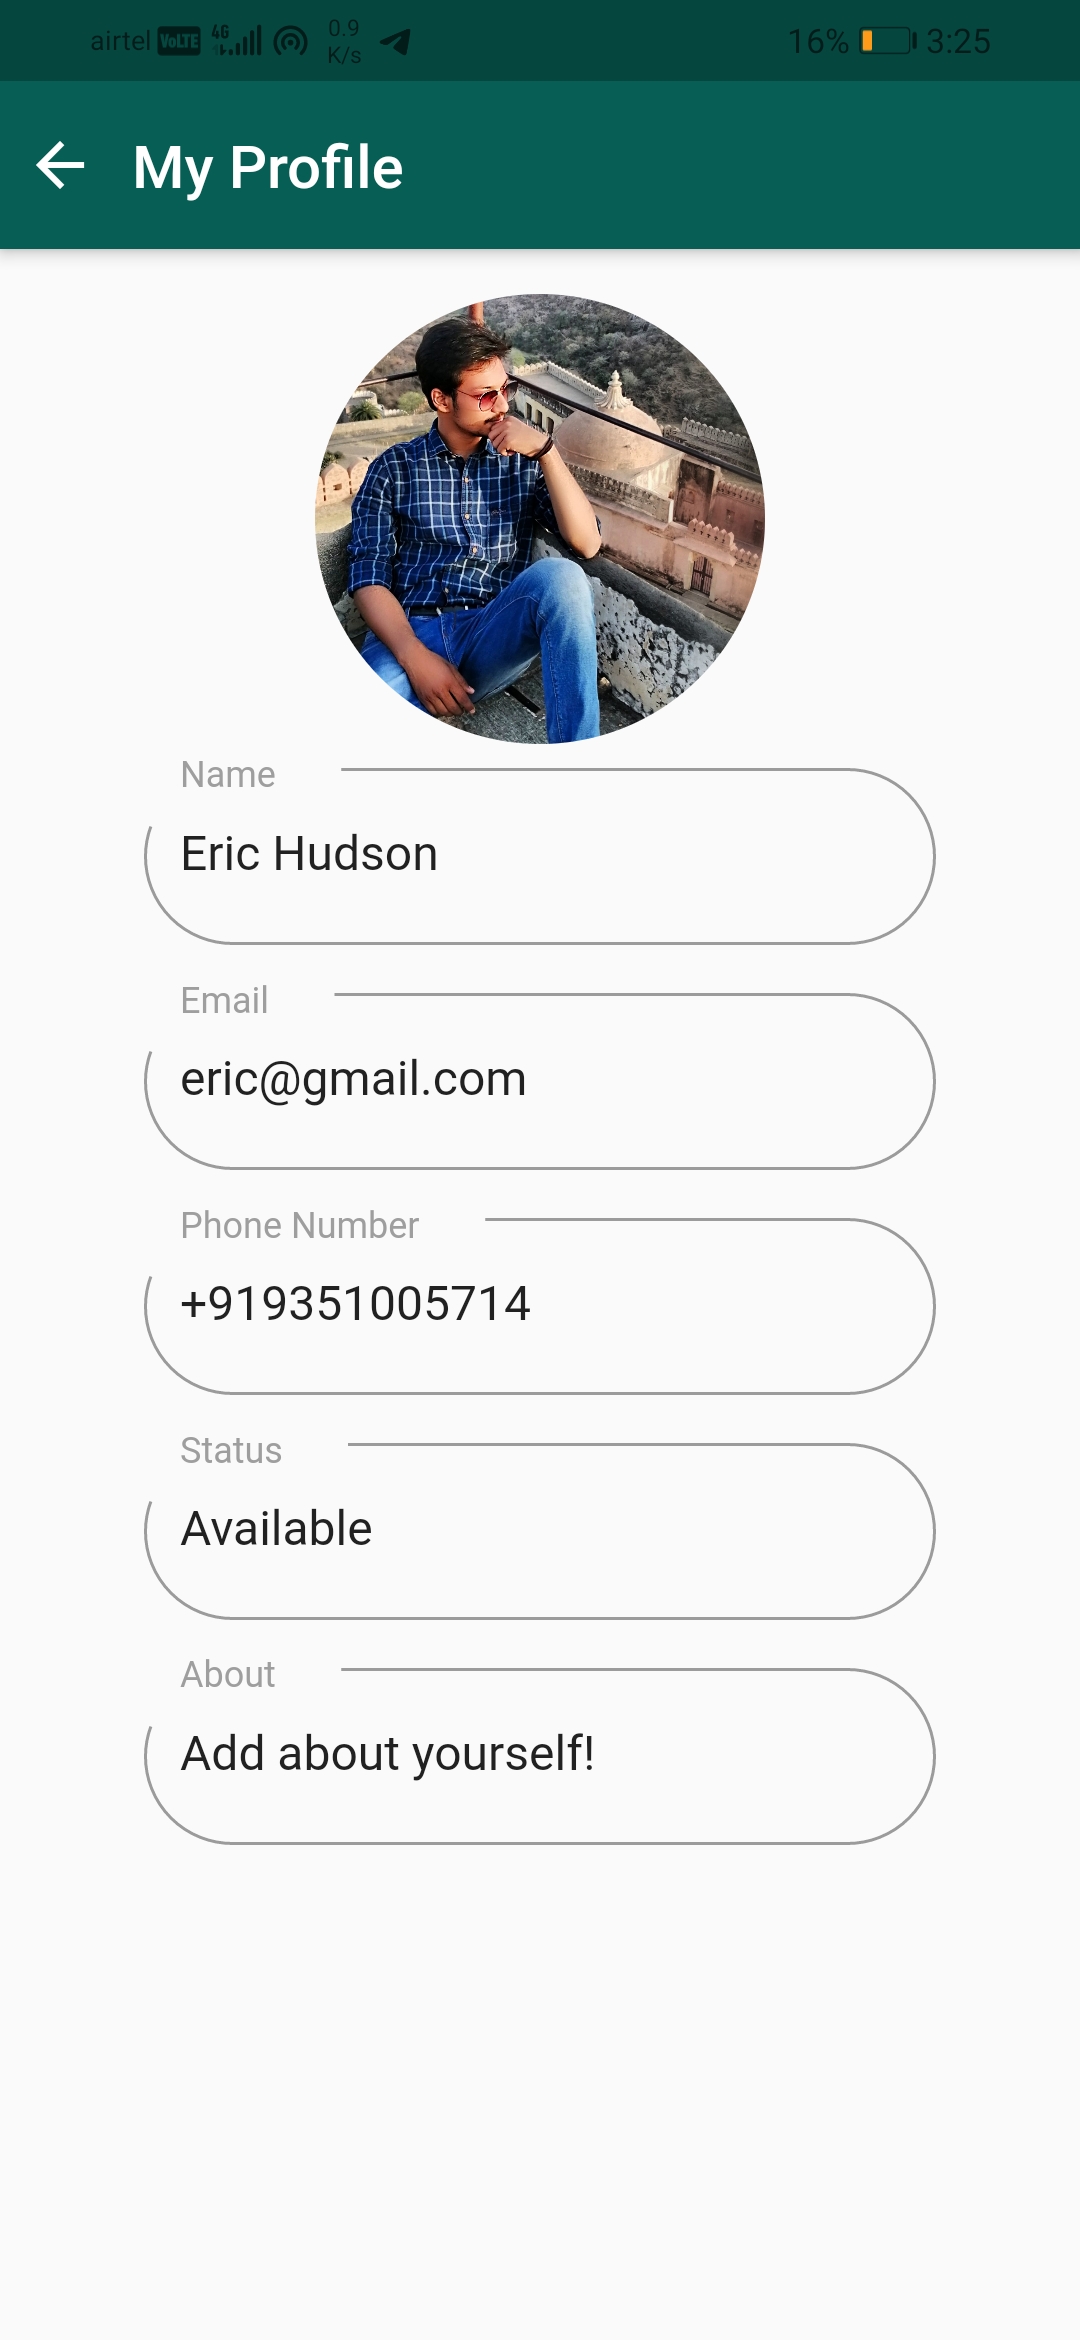 airtel VoLTE 4G 0.9 K/s 16% 3:25
My Profile
Name
Eric Hudson
Email
eric@gmail.com
Phone Number
+919351005714
Status
Available
About
Add about yourself!